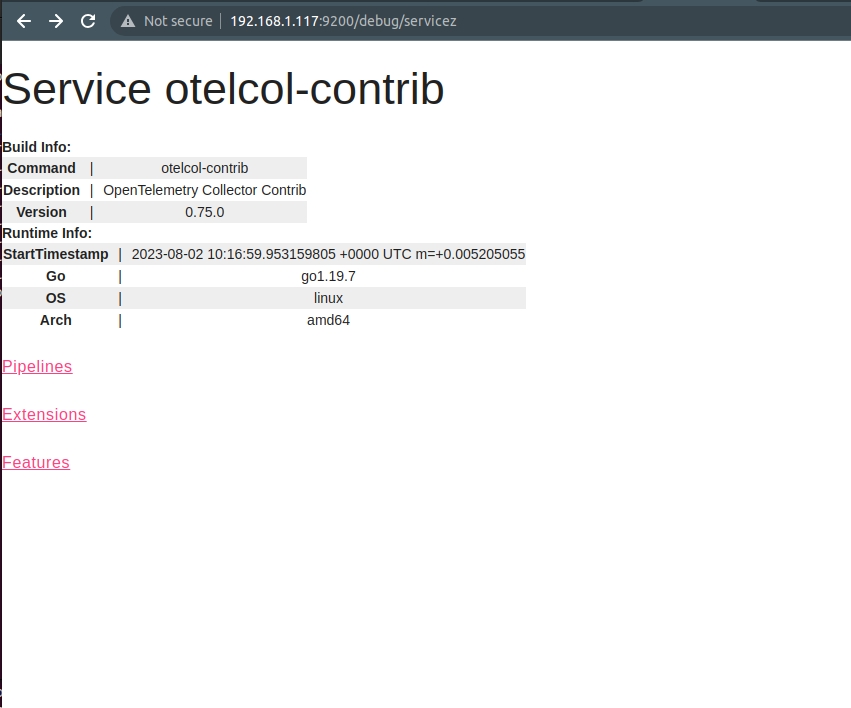 Not secure | 192.168.1.117:9200/debug/servicez
Service otelcol-contrib
Build Info:
Command | otelcol-contrib
Description | OpenTelemetry Collector Contrib
Version | 0.75.0
Runtime Info:
StartTimestamp | 2023-08-02 10:16:59.953159805 +0000 UTC m=+0.005205055
Go | go1.19.7
OS | linux
Arch | amd64
Pipelines
Extensions
Features